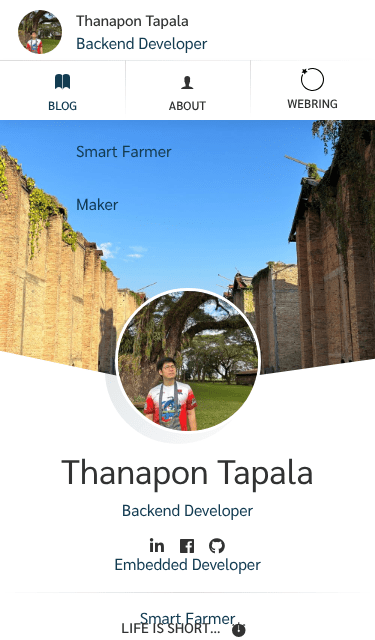 Thanapon Tapala
Backend Developer
BLOG
ABOUT
WEBRING
Smart Farmer
Maker
Thanapon Tapala
Backend Developer
Embedded Developer
Smart Farmer
LIFE IS SHORT...